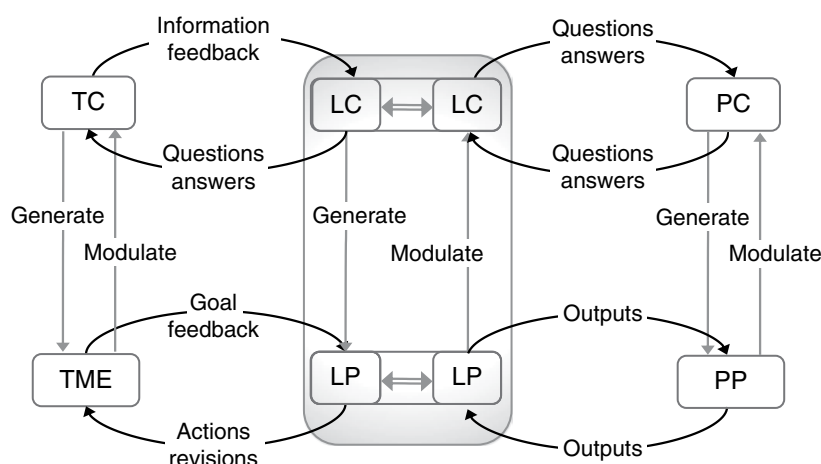 Information
feedback
Questions
answers
TC
LC
LC
PC
Questions
answers
Questions
answers
Generate
Generate
Generate
Modulate
Modulate
Modulate
Goal
feedback
Outputs
TME
LP
LP
PP
Actions
revisions
Outputs